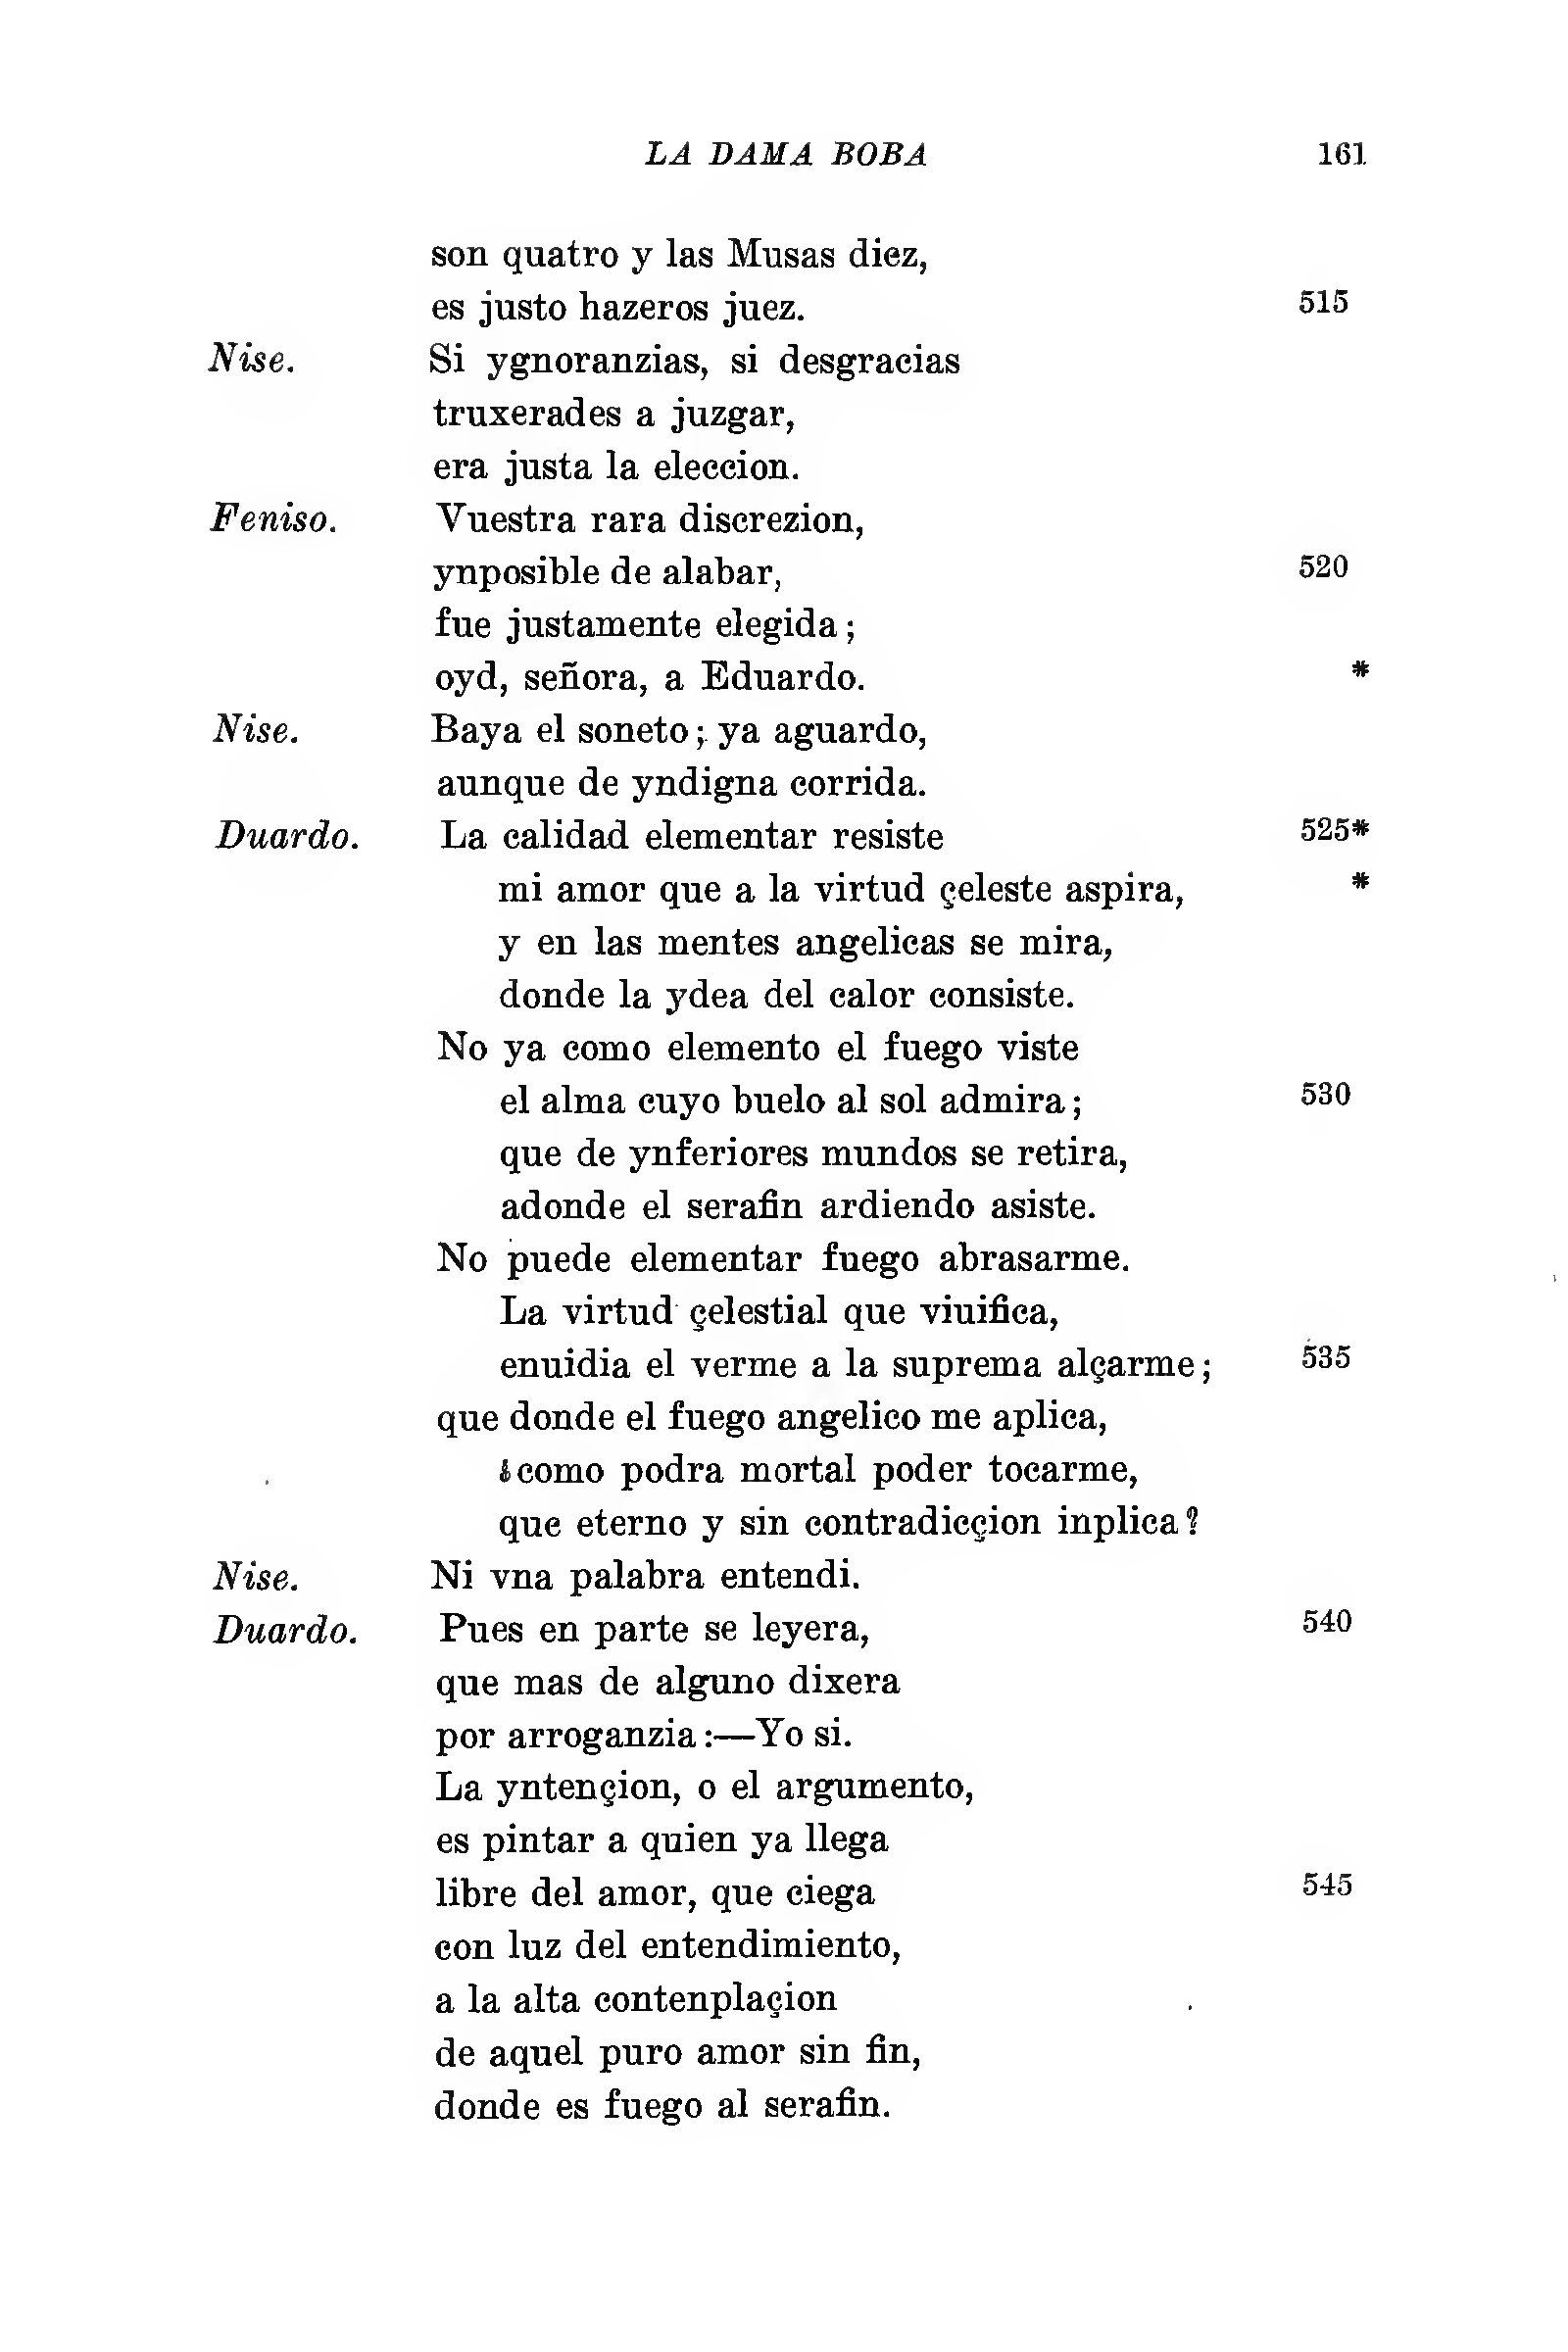 LA DAMA BOBA 161
son quatro y las Musas diez,
es justo hazeros juez. 515
Nise. Si ygnoranzias, si desgracias
truxerades a juzgar,
era justa la eleccion.
Feniso. Vuestra rara discrezion,
ynposible de alabar, 520
fue justamente elegida;
oyd, señora, a Eduardo. *
Nise. Baya el soneto; ya aguardo,
aunque de yndigna corrida.
Duardo. La calidad elementar resiste 525*
mi amor que a la virtud çeleste aspira, *
y en las mentes angelicas se mira,
donde la ydea del calor consiste.
No ya como elemento el fuego viste
el alma cuyo buelo al sol admira; 530
que de ynferiores mundos se retira,
adonde el serafin ardiendo asiste.
No puede elementar fuego abrasarme.
La virtud çelestial que viuifica,
enuidia el verme a la suprema alçarme; 535
que donde el fuego angelico me aplica,
¿como podra mortal poder tocarme,
que eterno y sin contradicçion inplica?
Nise. Ni vna palabra entendi.
Duardo. Pues en parte se leyera, 540
que mas de alguno dixera
por arroganzia:—Yo si.
La yntençion, o el argumento,
es pintar a quien ya llega
libre del amor, que ciega 545
con luz del entendimiento,
a la alta contenplaçion
de aquel puro amor sin fin,
donde es fuego al serafin.